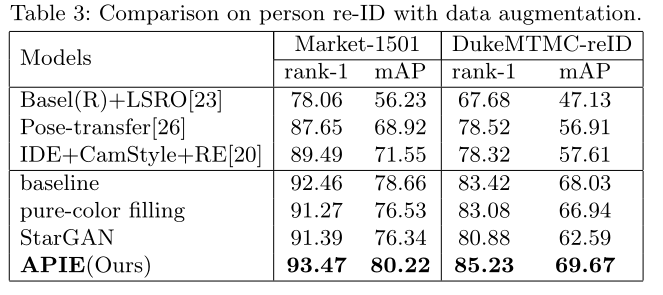 Table 3: Comparison on person re-ID with data augmentation.
Models Market-1501 DukeMTMC-reID
rank-1 mAP rank-1 mAP
Basel(R)+LSRO[23] 78.06 56.23 67.68 47.13
Pose-transfer[26] 87.65 68.92 78.52 56.91
IDE+CamStyle+RE[20] 89.49 71.55 78.32 57.61
baseline 92.46 78.66 83.42 68.03
pure-color filling 91.27 76.53 83.08 66.94
StarGAN 91.39 76.34 80.88 62.59
APIE(Ours) 93.47 80.22 85.23 69.67